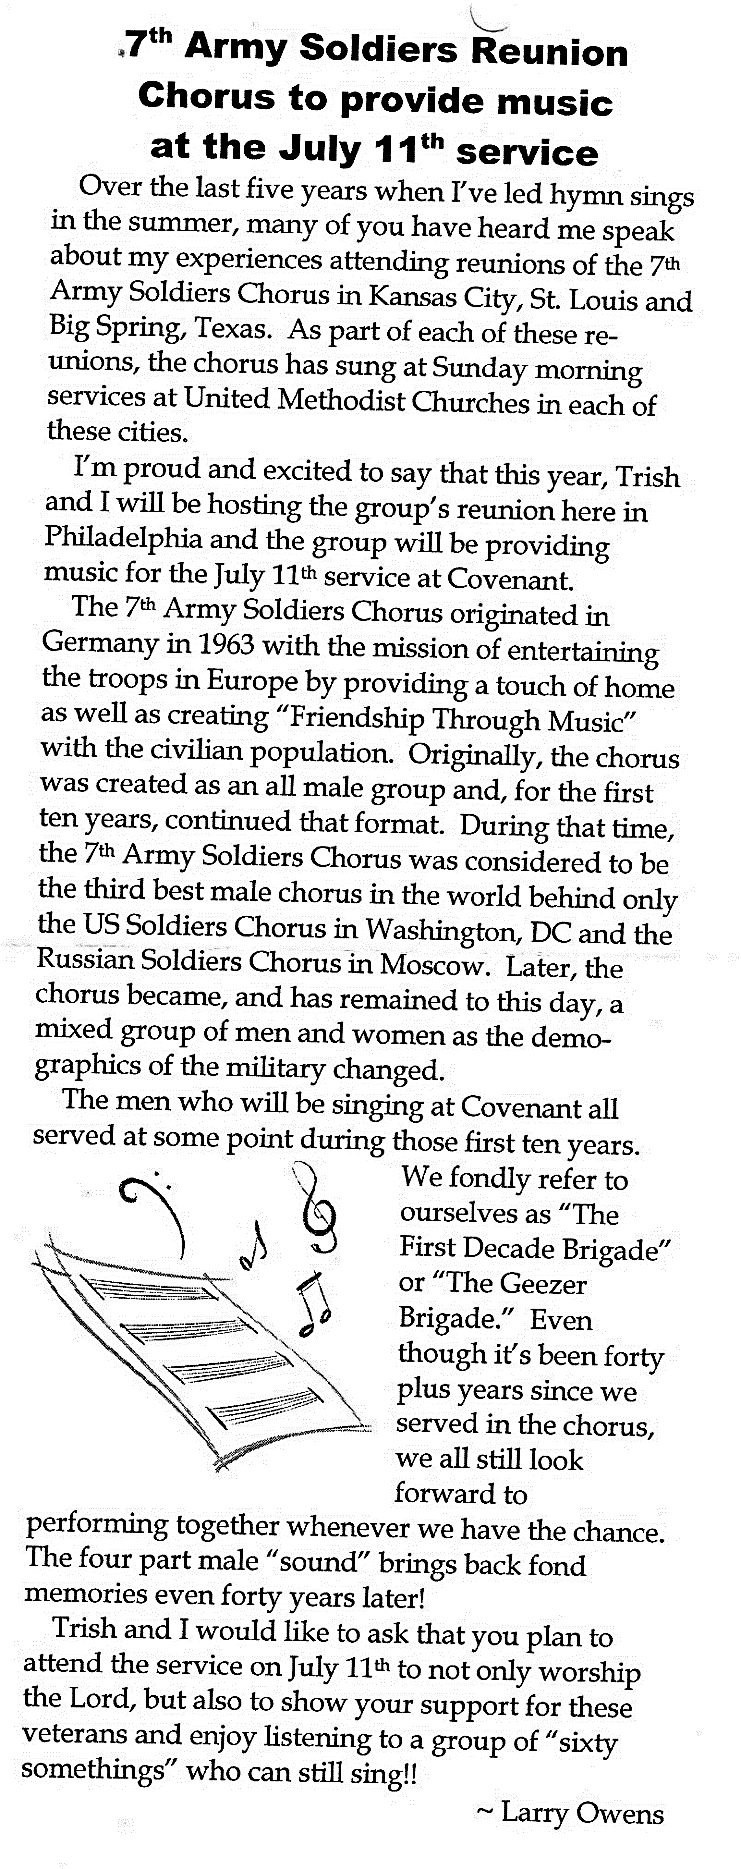 7th Army Soldiers Reunion
Chorus to provide music
at the July 11th service
Over the last five years when I've led hymn sings
in the summer, many of you have heard me speak
about my experiences attending reunions of the 7th
Army Soldiers Chorus in Kansas City, St. Louis and
Big Spring, Texas. As part of each of these re-
unions, the chorus has sung at Sunday morning
services at United Methodist Churches in each of
these cities.
I'm proud and excited to say that this year, Trish
and I will be hosting the group's reunion here in
Philadelphia and the group will be providing
music for the July 11th service at Covenant.
The 7th Army Soldiers Chorus originated in
Germany in 1963 with the mission of entertaining
the troops in Europe by providing a touch of home
as well as creating "Friendship Through Music"
with the civilian population. Originally, the chorus
was created as an all male group and, for the first
ten years, continued that format. During that time,
the 7th Army Soldiers Chorus was considered to be
the third best male chorus in the world behind only
the US Soldiers Chorus in Washington, DC and the
Russian Soldiers Chorus in Moscow. Later, the
chorus became, and has remained to this day, a
mixed group of men and women as the demo-
graphics of the military changed.
The men who will be singing at Covenant all
served at some point during those first ten years.
We fondly refer to
ourselves as "The
First Decade Brigade"
or "The Geezer
Brigade." Even
though it's been forty
plus years since we
served in the chorus,
we all still look
forward to
performing together whenever we have the chance.
The four part male "sound" brings back fond
memories even forty years later!
Trish and I would like to ask that you plan to
attend the service on July 11th to not only worship
the Lord, but also to show your support for these
veterans and enjoy listening to a group of "sixty
somethings" who can still sing!!
~ Larry Owens